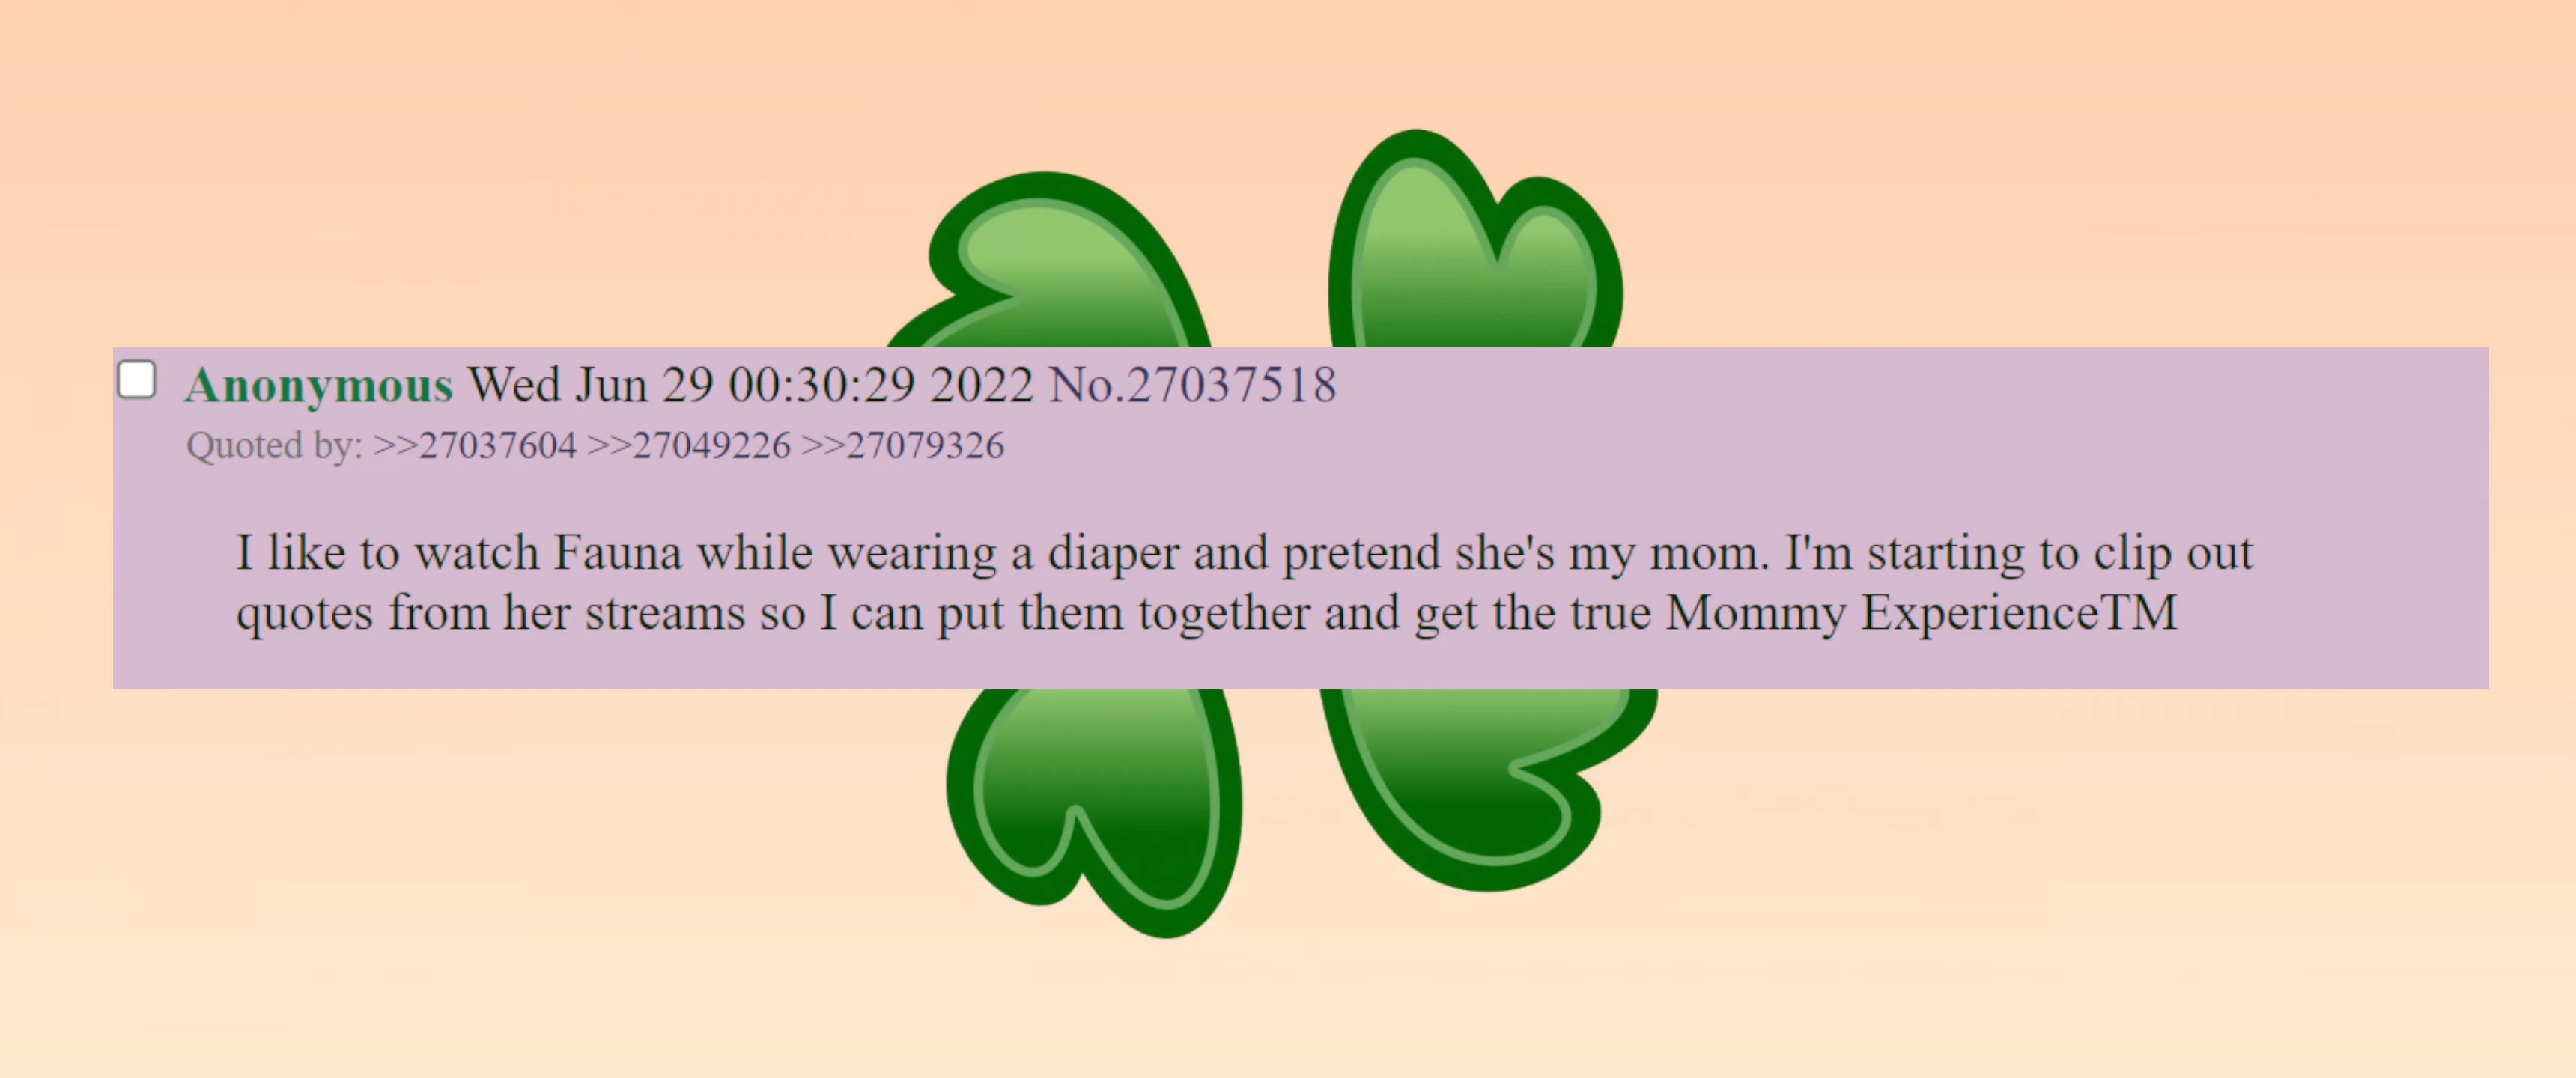 Anonymous Wed Jun 29 00:30:29 2022 No.27037518
Quoted by: >>27037604 >>27049226 >>27079326
I like to watch Fauna while wearing a diaper and pretend she's my mom. I'm starting to clip out
quotes from her streams so I can put them together and get the true Mommy ExperienceTM